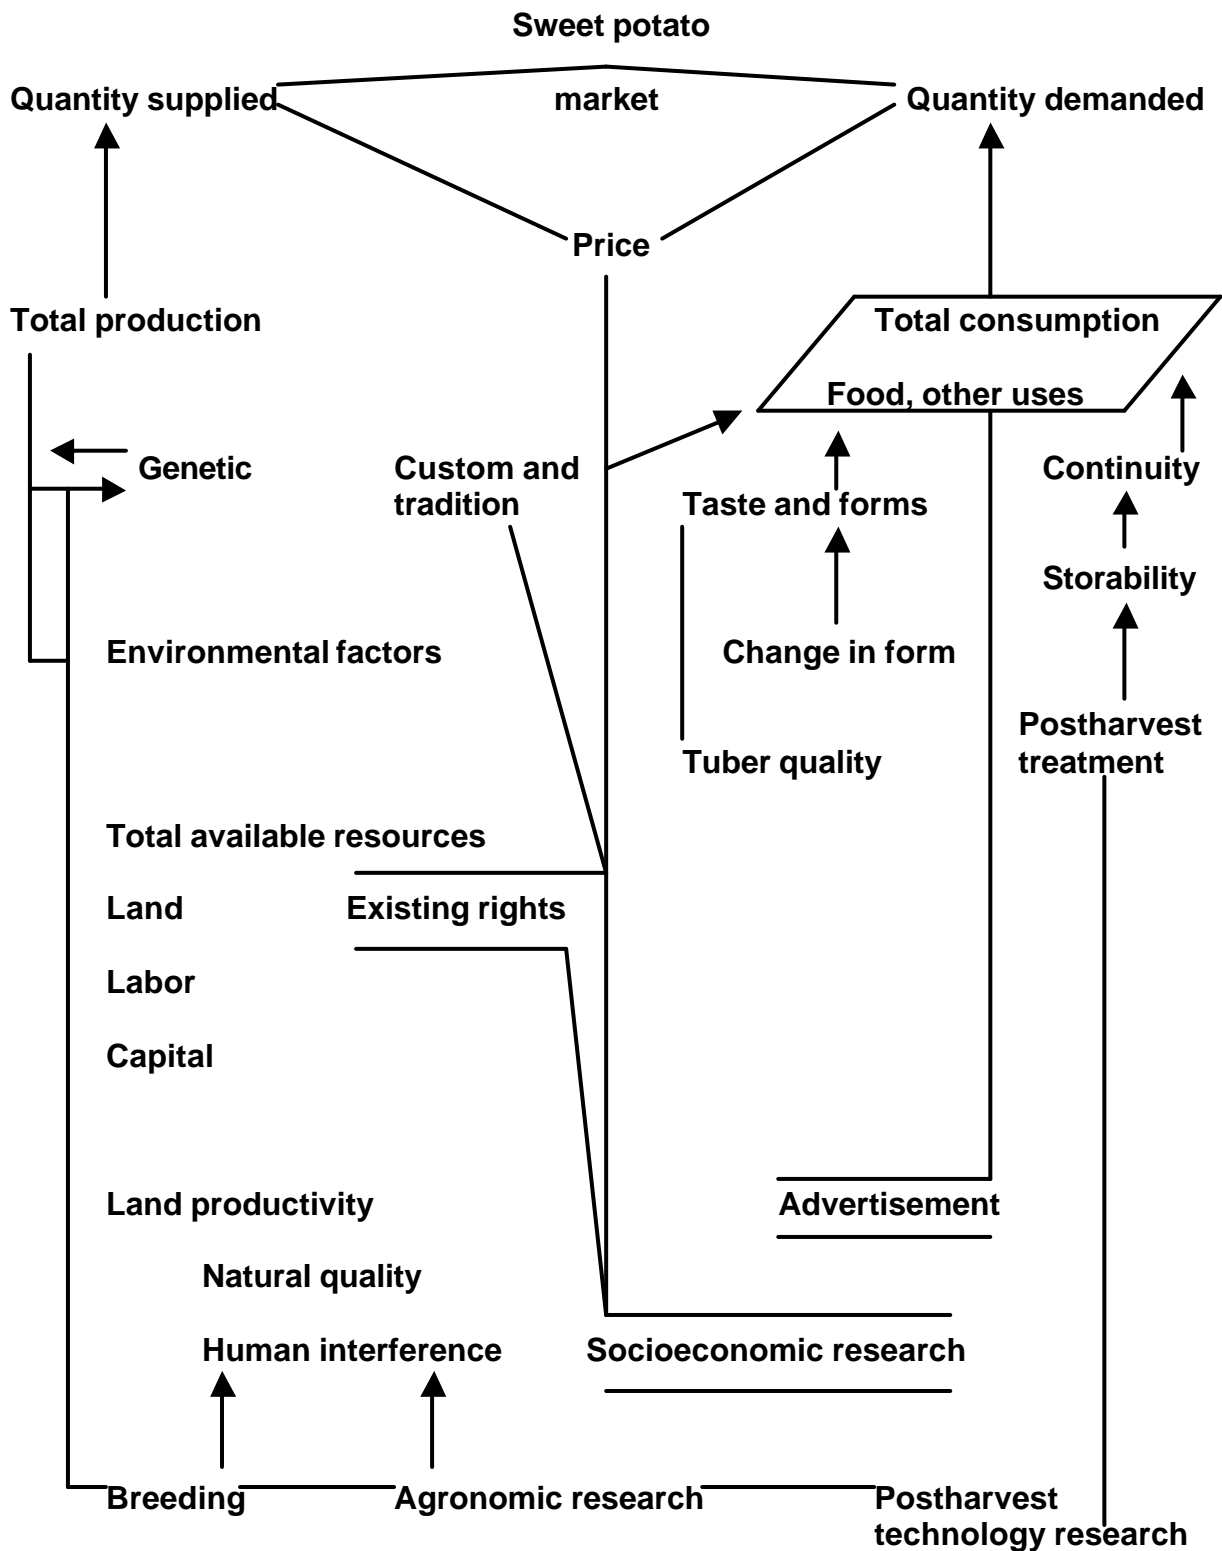 Sweet potato
Quantity supplied
market
Quantity demanded
Price
Total production
Total consumption
Food, other uses
Genetic
Custom and
tradition
Taste and forms
Continuity
Storability
Environmental factors
Change in form
Postharvest
treatment
Tuber quality
Total available resources
Land
Existing rights
Labor
Capital
Land productivity
Advertisement
Natural quality
Human interference
Socioeconomic research
Breeding
Agronomic research
Postharvest
technology research